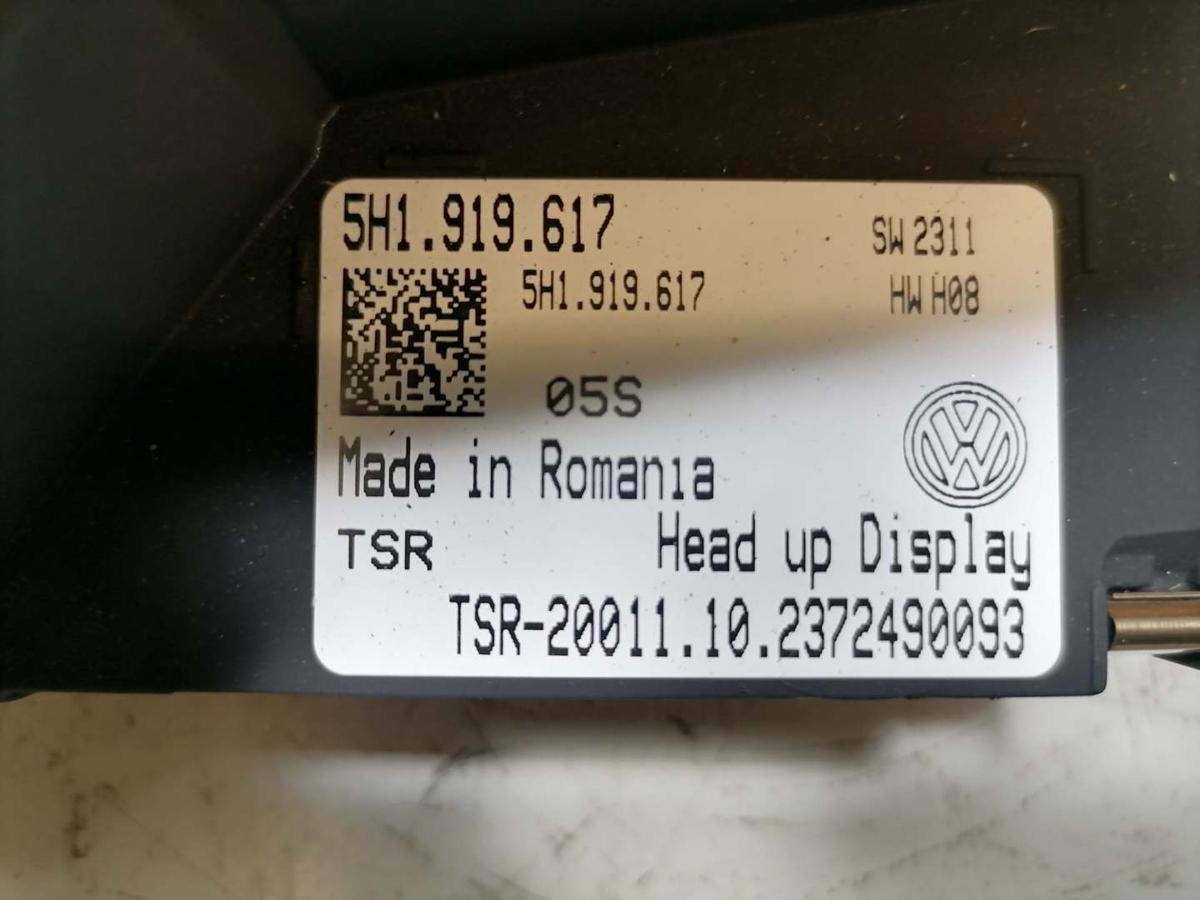 5H1.919.617
SW 2311
5H1.919.617
HW H08
05S
Made in Romania
TSR
Head up Display
TSR-20011.10.2372490093